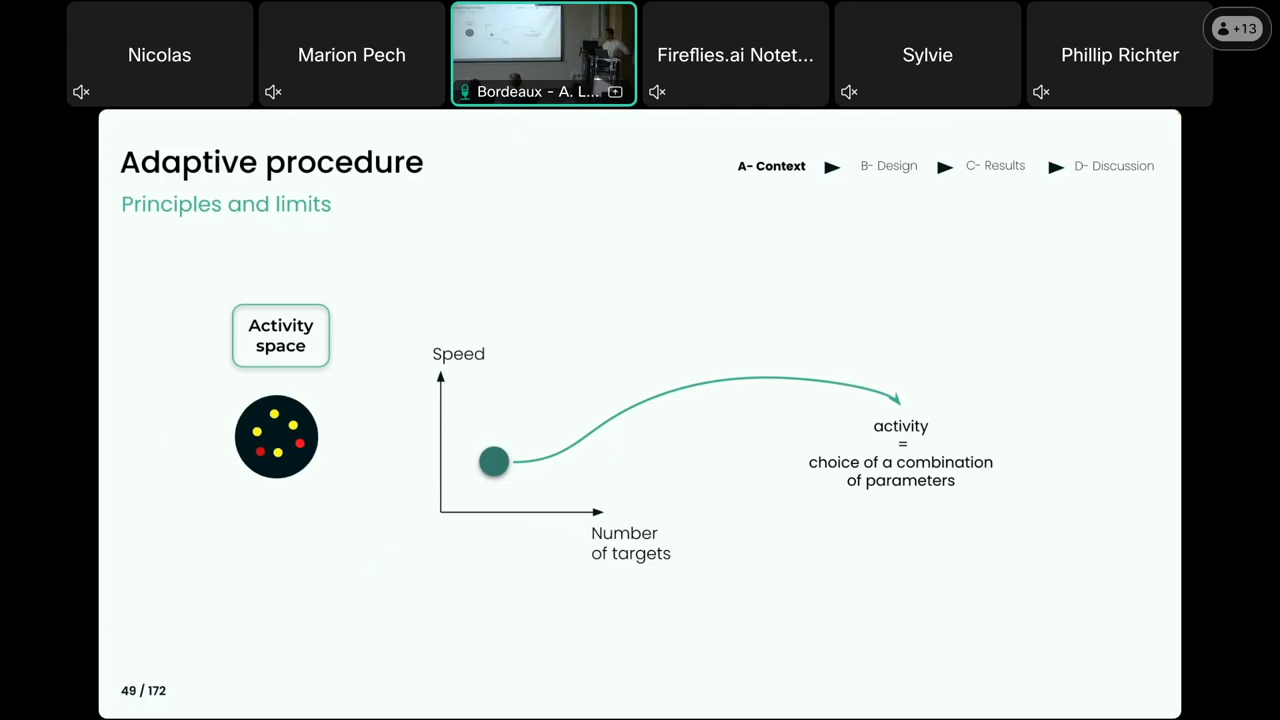 Nicolas
Marion Pech
Fireflies.ai Notet...
Sylvie
Phillip Richter
+13
Bordeaux - A. L...
Adaptive procedure
A- Context
B- Design
C- Results
D- Discussion
Principles and limits
Activity
space
Speed
activity
=
choice of a combination
of parameters
Number
of targets
49 / 172